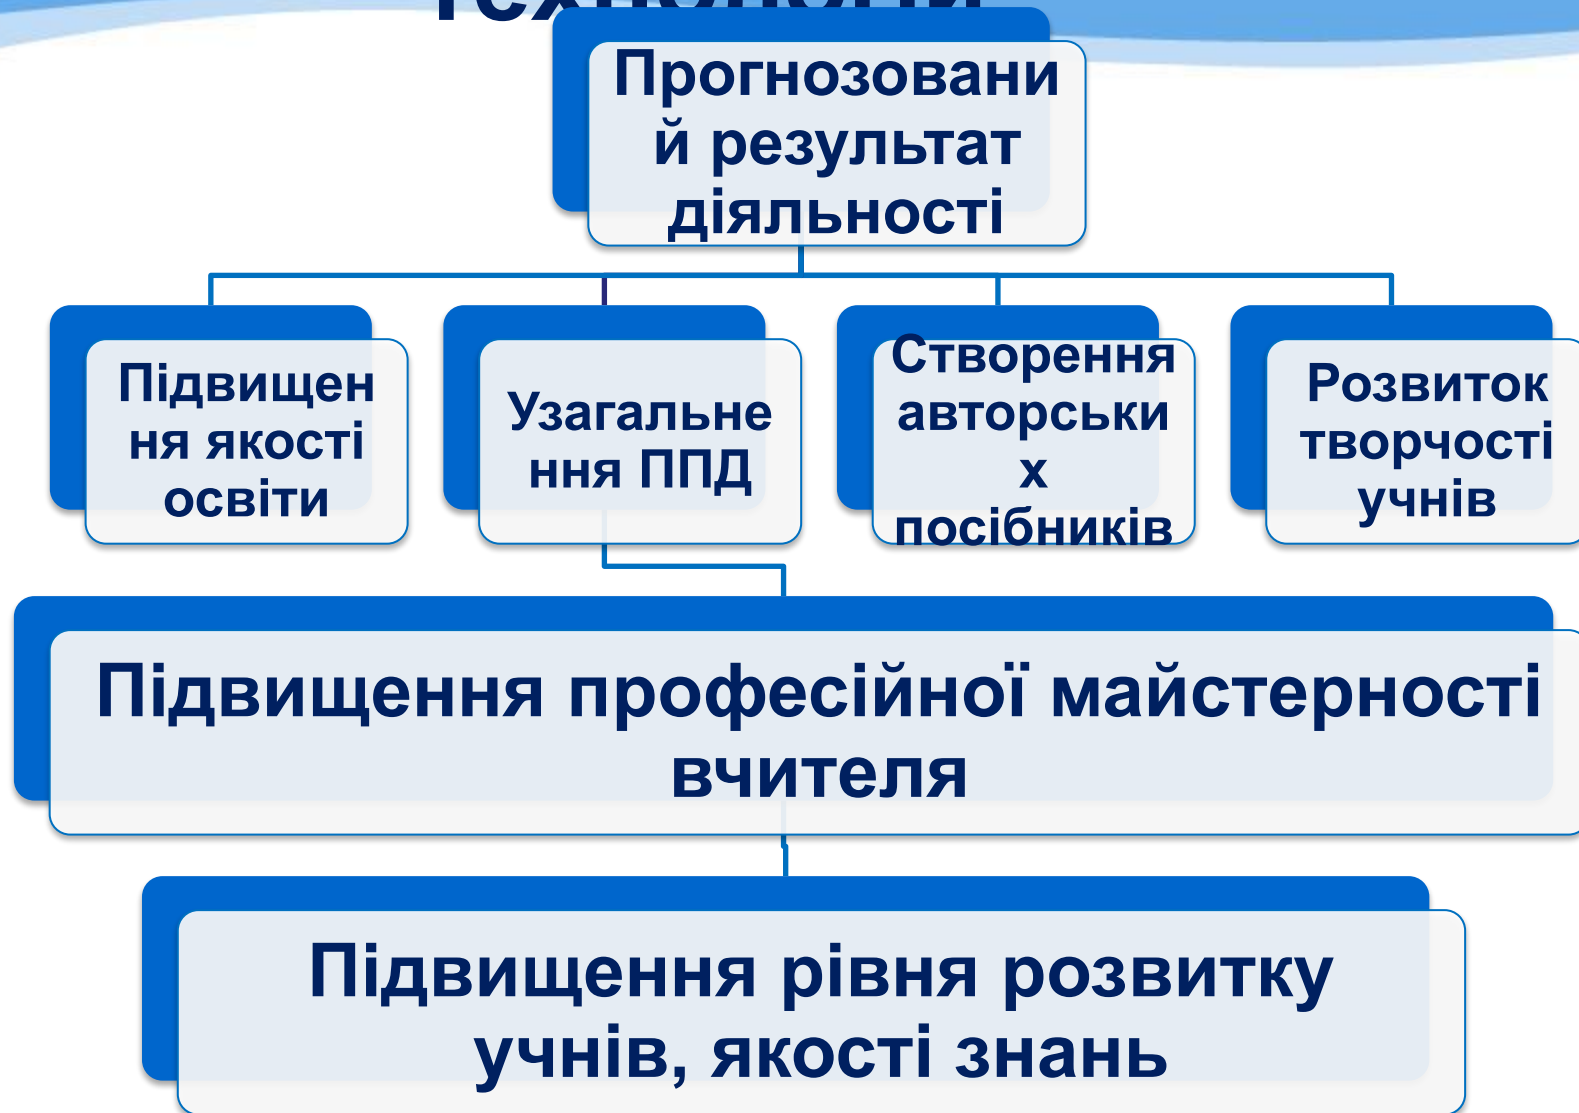 Прогнозовани
й результат
діяльності
Підвищен
ня якості
освіти
Узагальне
ння ППД
Створення
авторськи
х
посібників
Розвиток
творчості
учнів
Підвищення професійної майстерності
вчителя
Підвищення рівня розвитку
учнів, якості знань